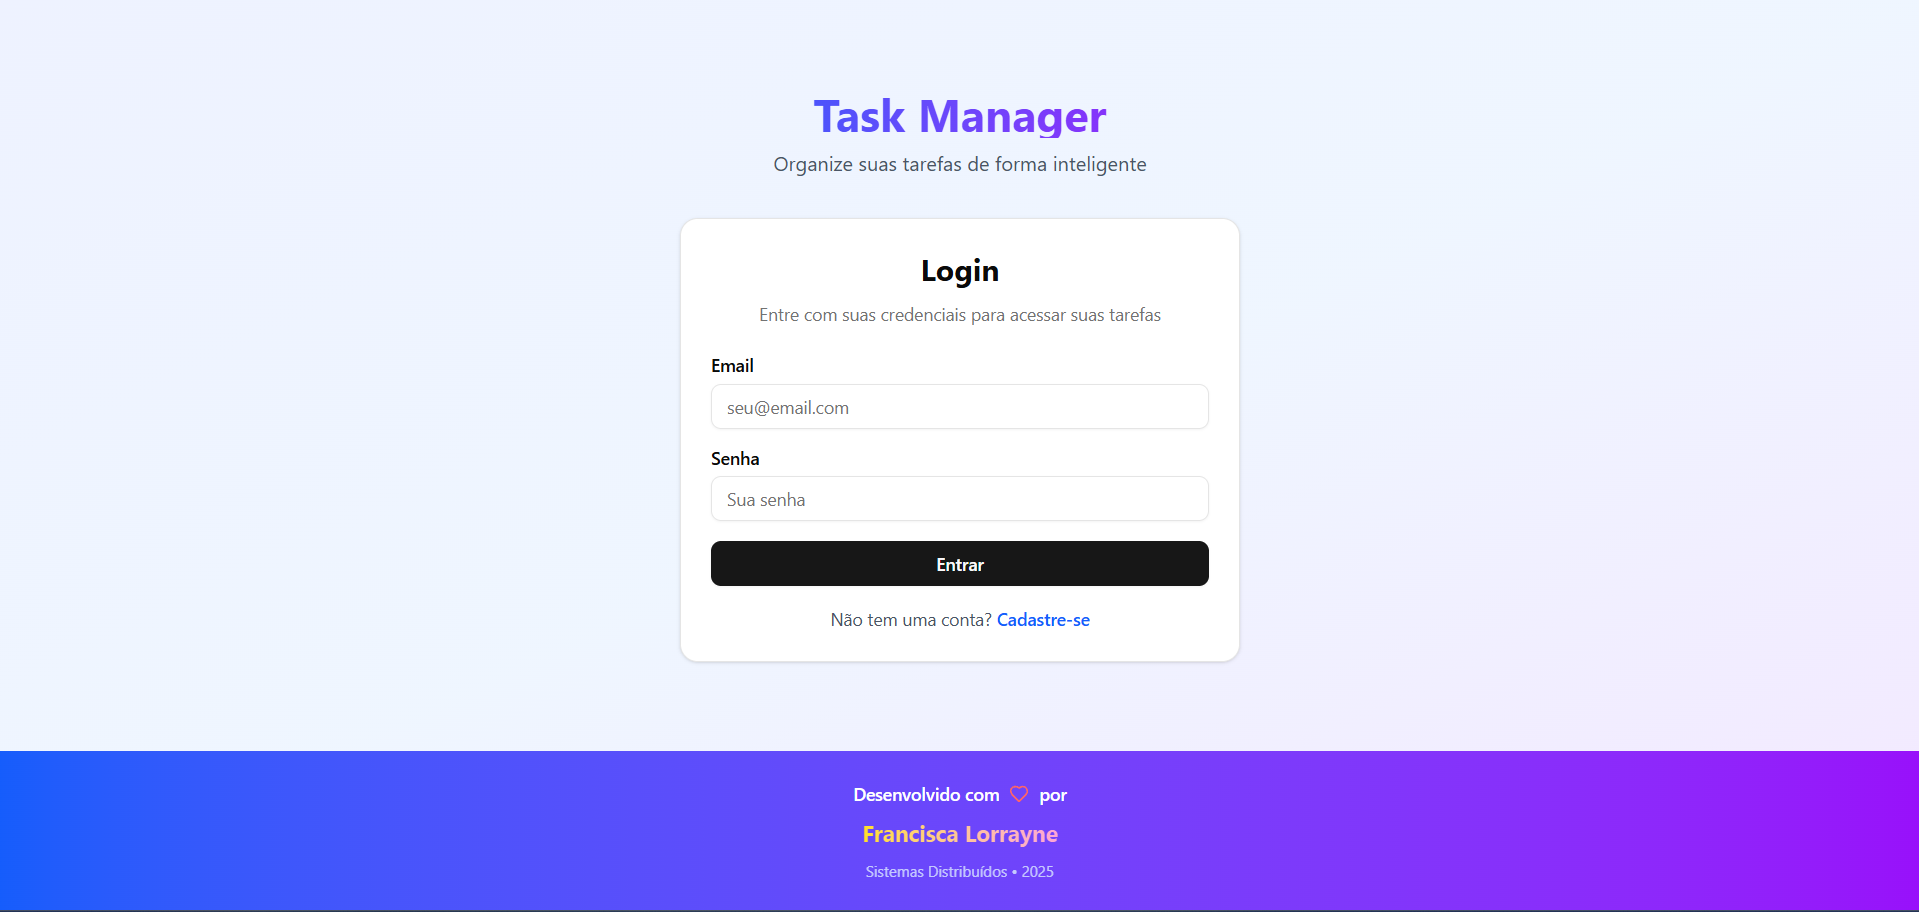 Task Manager
Organize suas tarefas de forma inteligente
Login
Entre com suas credenciais para acessar suas tarefas
Email
seu@email.com
Senha
Sua senha
Entrar
Não tem uma conta? Cadastre-se
Desenvolvido com ♡ por
Francisca Lorrayne
Sistemas Distribuídos • 2025